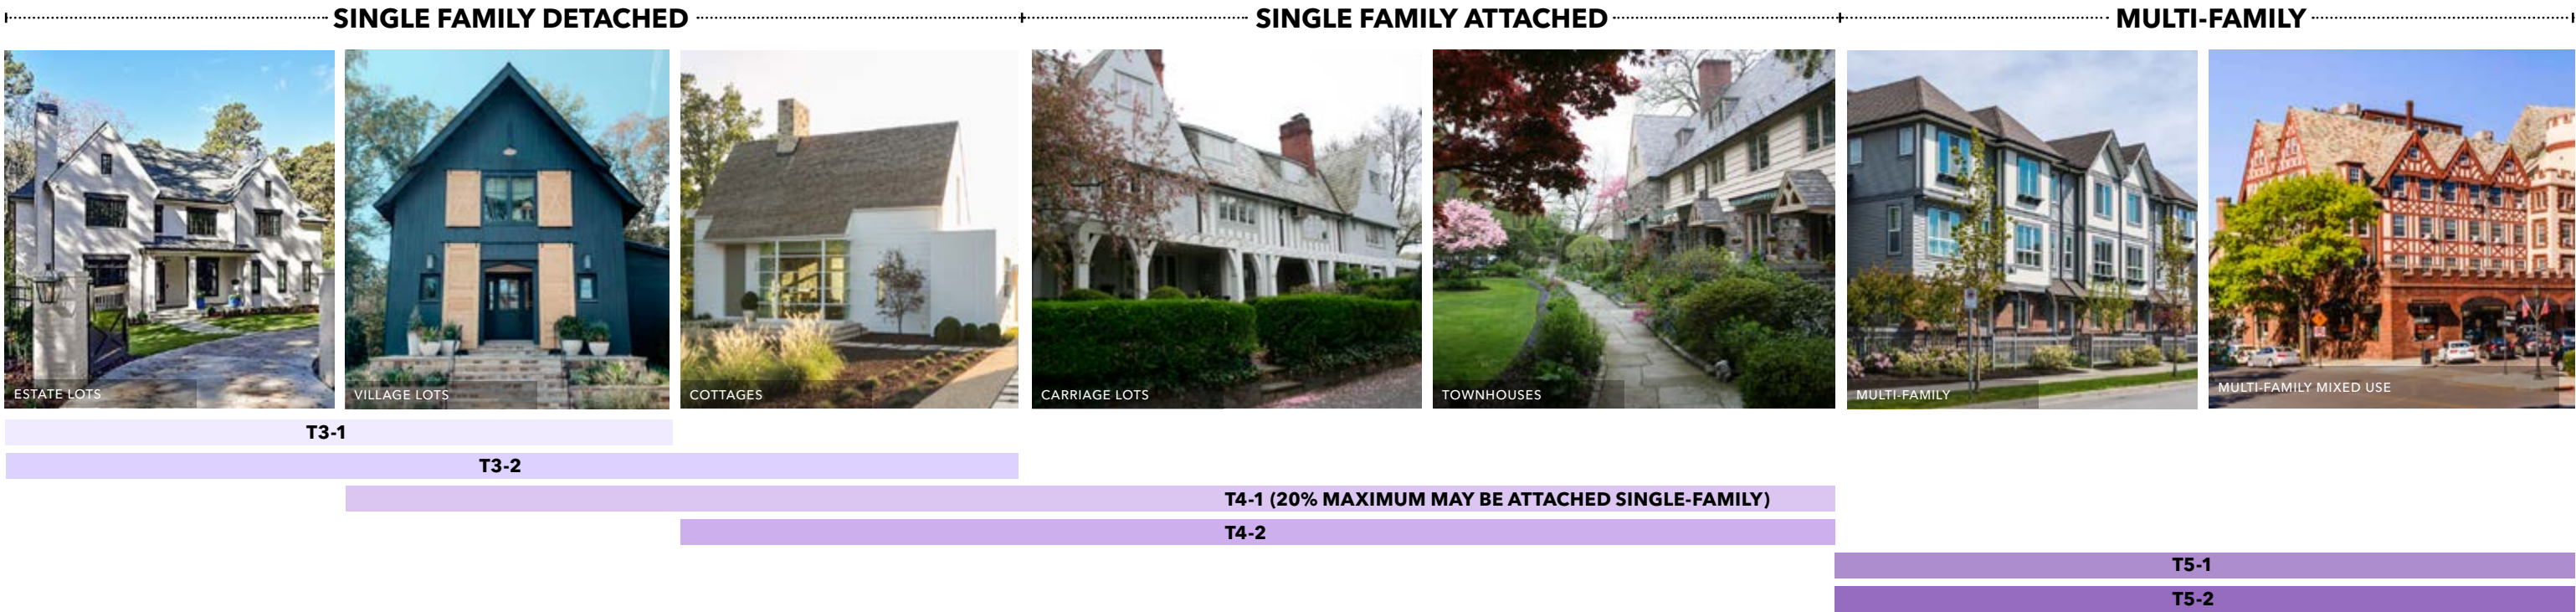 SINGLE FAMILY DETACHED
SINGLE FAMILY ATTACHED
MULTI-FAMILY
ESTATE LOTS
VILLAGE LOTS
COTTAGES
CARRIAGE LOTS
TOWNHOUSES
MULTI-FAMILY
MULTI-FAMILY MIXED USE
T3-1
T3-2
T4-1 (20% MAXIMUM MAY BE ATTACHED SINGLE-FAMILY)
T4-2
T5-1
T5-2